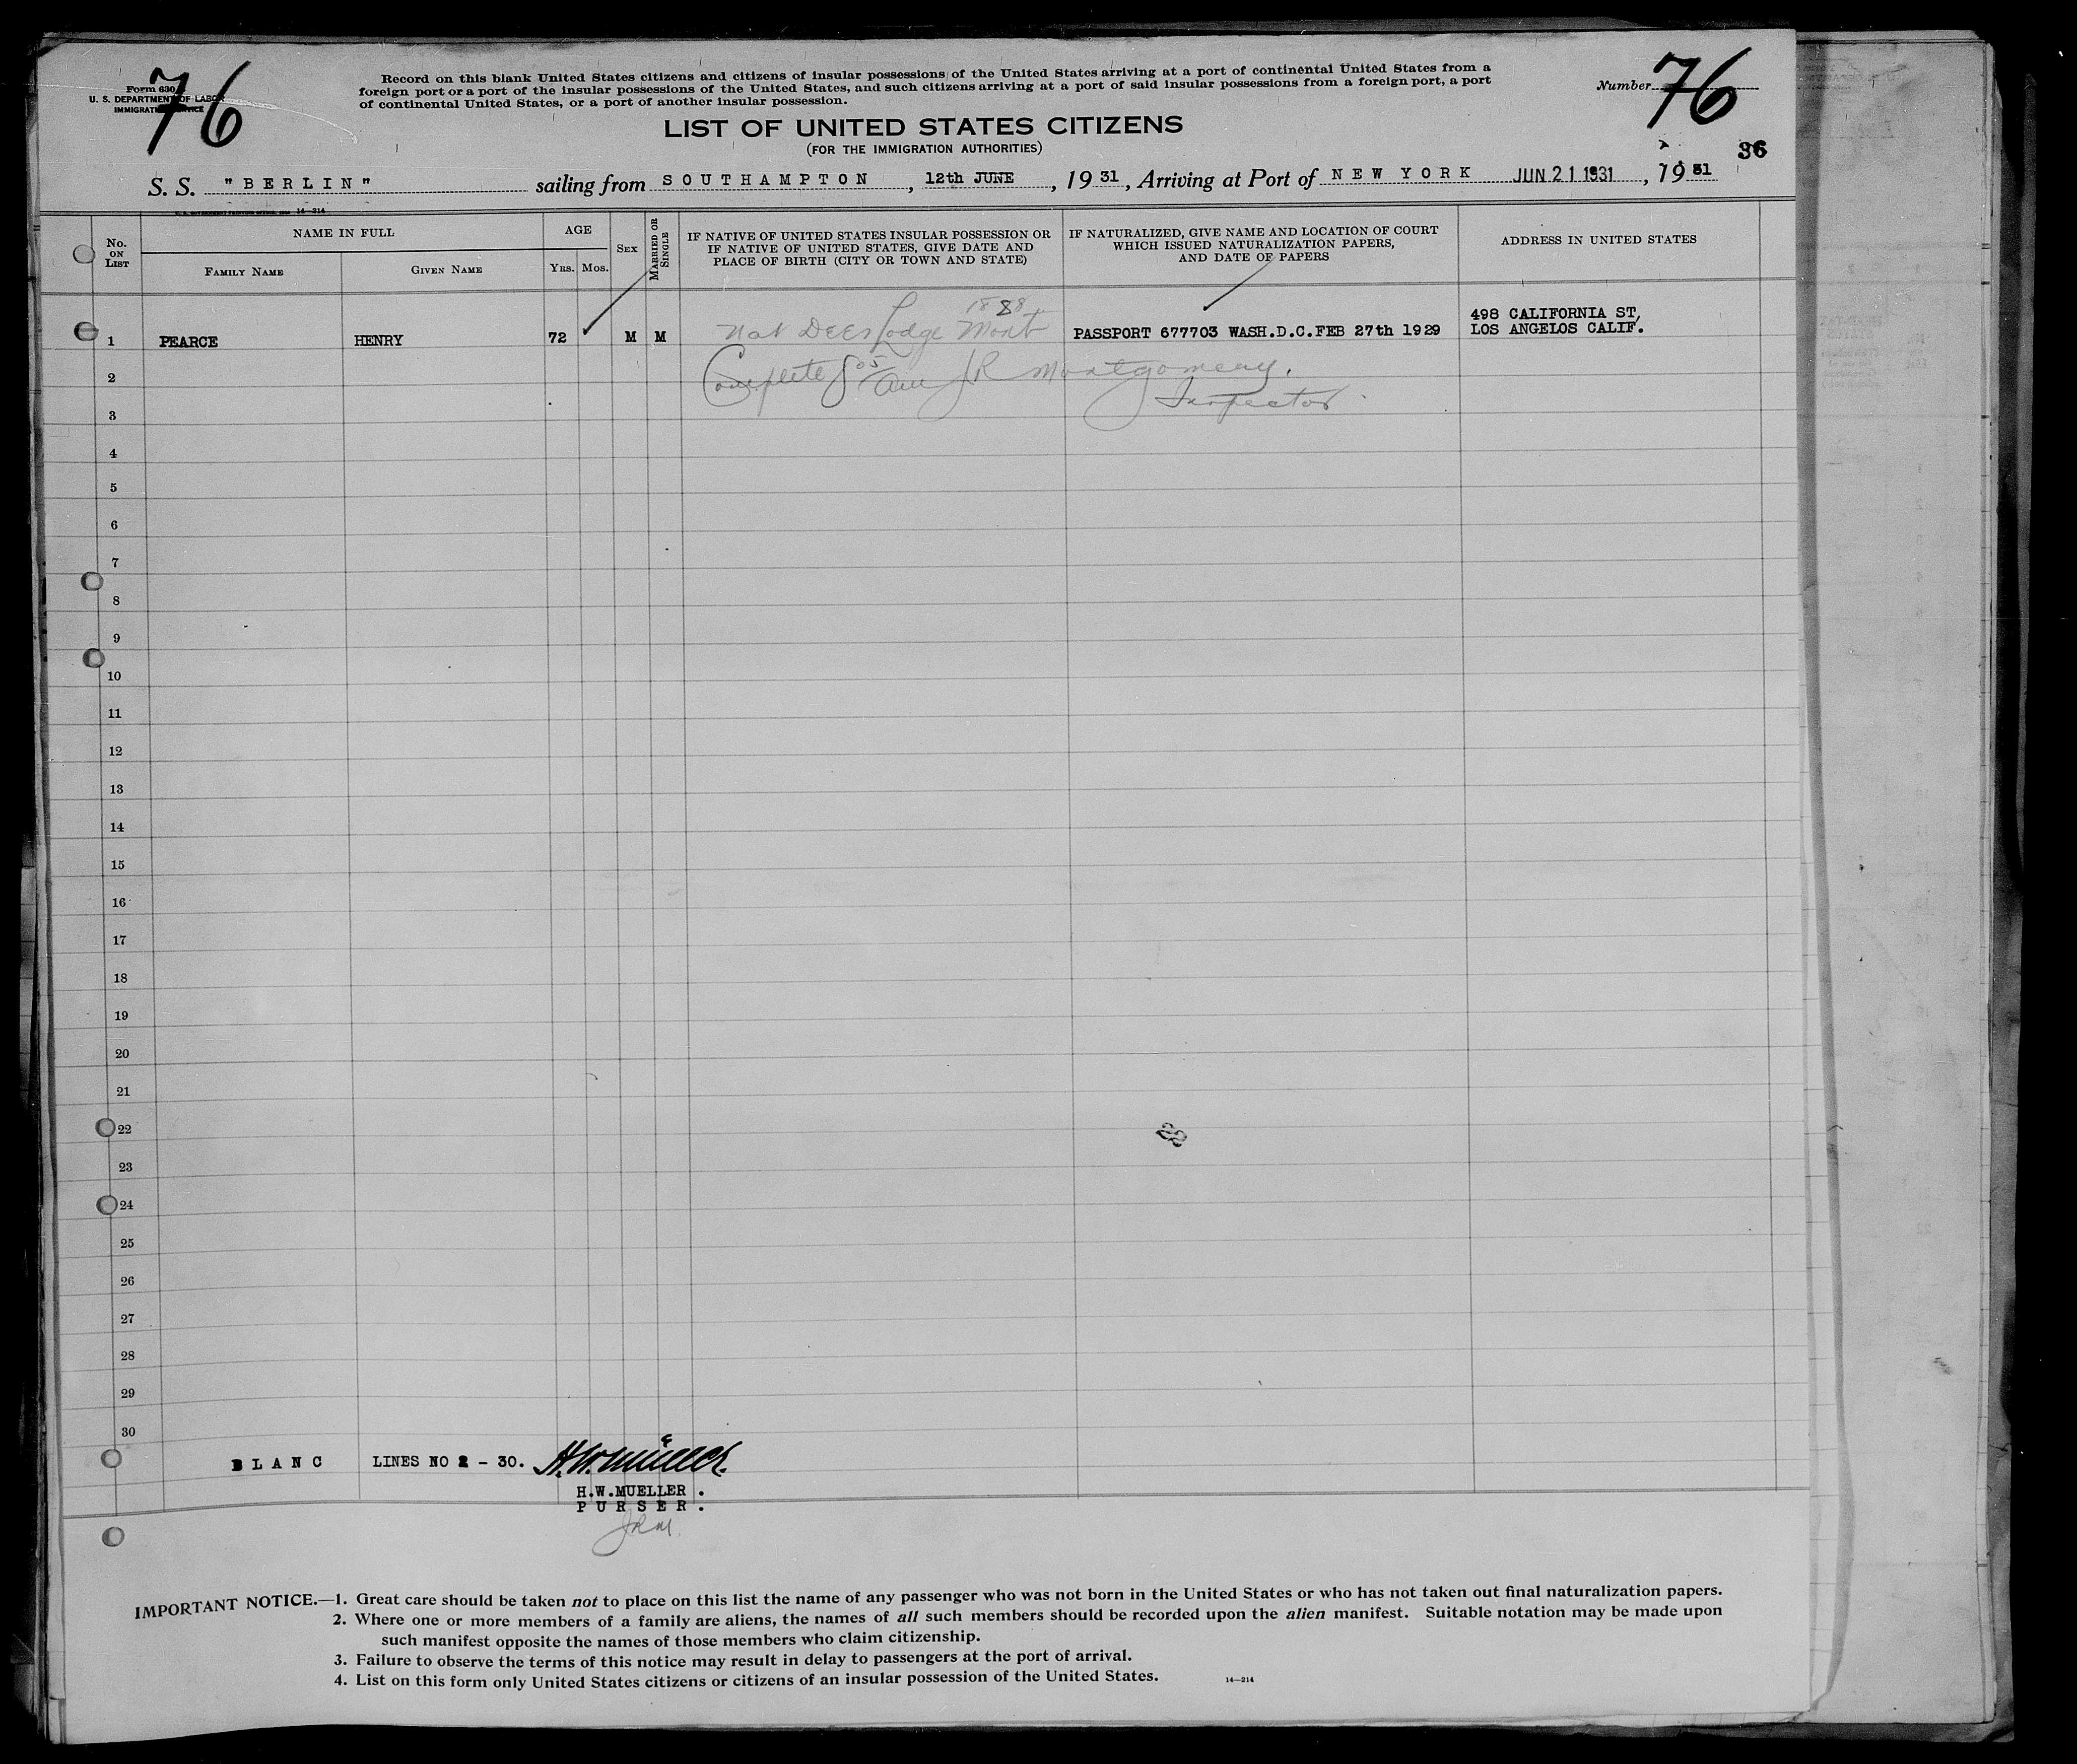 76
Form 630
U. S. DEPARTMENT OF LABOR
IMMIGRATION SERVICE
Record on this blank United States citizens and citizens of insular possessions of the United States arriving at a port of continental United States from a
foreign port or a port of the insular possessions of the United States, and such citizens arriving at a port of said insular possessions from a foreign port, a port
of continental United States, or a port of another insular possession.
Number 76
36
LIST OF UNITED STATES CITIZENS
(FOR THE IMMIGRATION AUTHORITIES)
S. S. "BERLIN" sailing from SOUTHAMPTON, 12th JUNE, 1931, Arriving at Port of NEW YORK JUN 21 1931, 1931
14—214
No. ON LIST
NAME IN FULL
FAMILY NAME
GIVEN NAME
AGE
YRS.
MOS.
SEX
MARRIED OR SINGLE
IF NATIVE OF UNITED STATES INSULAR POSSESSION OR
IF NATIVE OF UNITED STATES, GIVE DATE AND
PLACE OF BIRTH (CITY OR TOWN AND STATE)
IF NATURALIZED, GIVE NAME AND LOCATION OF COURT
WHICH ISSUED NATURALIZATION PAPERS,
AND DATE OF PAPERS
ADDRESS IN UNITED STATES
1888
1 PEARCE HENRY 72 M M Nat Deer Lodge Mont PASSPORT 677703 WASH.D.C.FEB 27th 1929 498 CALIFORNIA ST,
LOS ANGELOS CALIF.
2 Complete 8 05 am JR Montgomery.
Inspector
3
4
5
6
7
8
9
10
11
12
13
14
15
16
17
18
19
20
21
22
23
24
25
26
27
28
29
30
BLANC LINES NO 2 - 30. H.W. Müller.
H.W.MUELLER .
PURSER.
JRM.
IMPORTANT NOTICE.—1. Great care should be taken not to place on this list the name of any passenger who was not born in the United States or who has not taken out final naturalization papers.
2. Where one or more members of a family are aliens, the names of all such members should be recorded upon the alien manifest. Suitable notation may be made upon
such manifest opposite the names of those members who claim citizenship.
3. Failure to observe the terms of this notice may result in delay to passengers at the port of arrival.
4. List on this form only United States citizens or citizens of an insular possession of the United States.
14—214